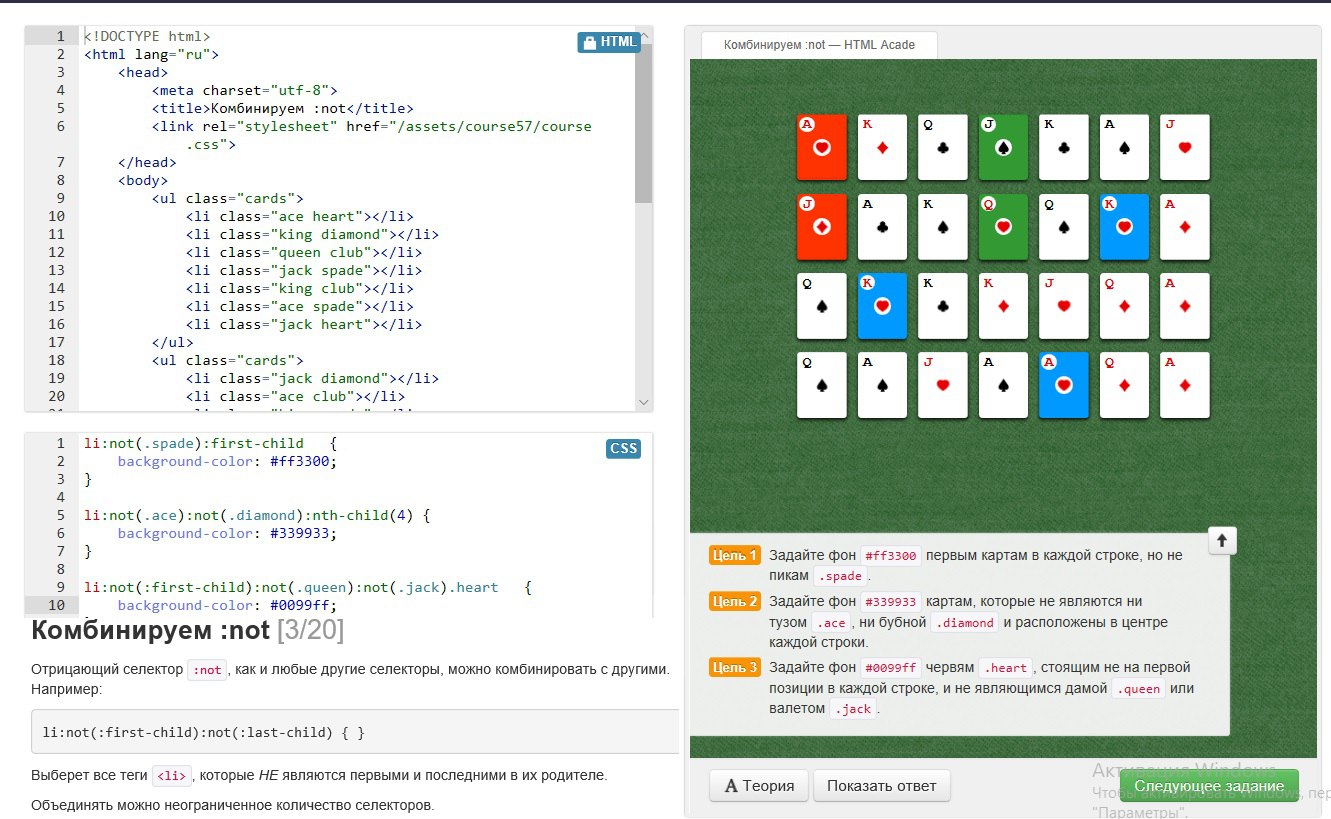 1 <!DOCTYPE html>
HTML
2 <html lang="ru">
3 <head>
4 <meta charset="utf-8">
5 <title>Комбинируем :not</title>
6 <link rel="stylesheet" href="/assets/course57/course
.css">
7 </head>
8 <body>
9 <ul class="cards">
10 <li class="ace heart"></li>
11 <li class="king diamond"></li>
12 <li class="queen club"></li>
13 <li class="jack spade"></li>
14 <li class="king club"></li>
15 <li class="ace spade"></li>
16 <li class="jack heart"></li>
17 </ul>
18 <ul class="cards">
19 <li class="jack diamond"></li>
20 <li class="ace club"></li>
1 li:not(.spade):first-child {
CSS
2 background-color: #ff3300;
3 }
4
5 li:not(.ace):not(.diamond):nth-child(4) {
6 background-color: #339933;
7 }
8
9 li:not(:first-child):not(.queen):not(.jack).heart {
10 background-color: #0099ff;
Комбинируем :not [3/20]
Отрицающий селектор :not, как и любые другие селекторы, можно комбинировать с другими.
Например:
li:not(:first-child):not(:last-child) { }
Выберет все теги <li>, которые НЕ являются первыми и последними в их родителе.
Объединять можно неограниченное количество селекторов.
Комбинируем :not — HTML Acade
A K Q J K A J
J A K Q Q K A
Q K K K J Q A
Q A J A A Q A
Цель 1 Задайте фон #ff3300 первым картам в каждой строке, но не
пикам .spade.
Цель 2 Задайте фон #339933 картам, которые не являются ни
тузом .ace, ни бубной .diamond и расположены в центре
каждой строки.
Цель 3 Задайте фон #0099ff червям .heart, стоящим не на первой
позиции в каждой строке, и не являющимся дамой .queen или
валетом .jack.
A Теория
Показать ответ
Следующее задание
Активация Windows
Чтобы активировать Windows, пер
"Параметры".